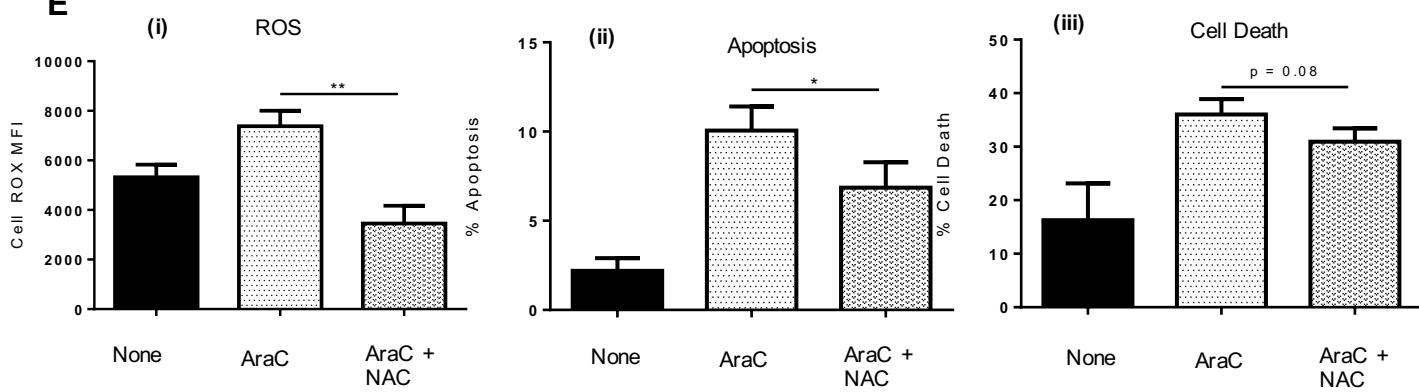 E
(i)
ROS
Cell ROX MFI
10000
8000
6000
4000
2000
0
**
None
AraC
AraC +
NAC
(ii)
Apoptosis
% Apoptosis
15
10
5
0
*
None
AraC
AraC +
NAC
(iii)
Cell Death
% Cell Death
50
40
30
20
10
0
p = 0.08
None
AraC
AraC +
NAC